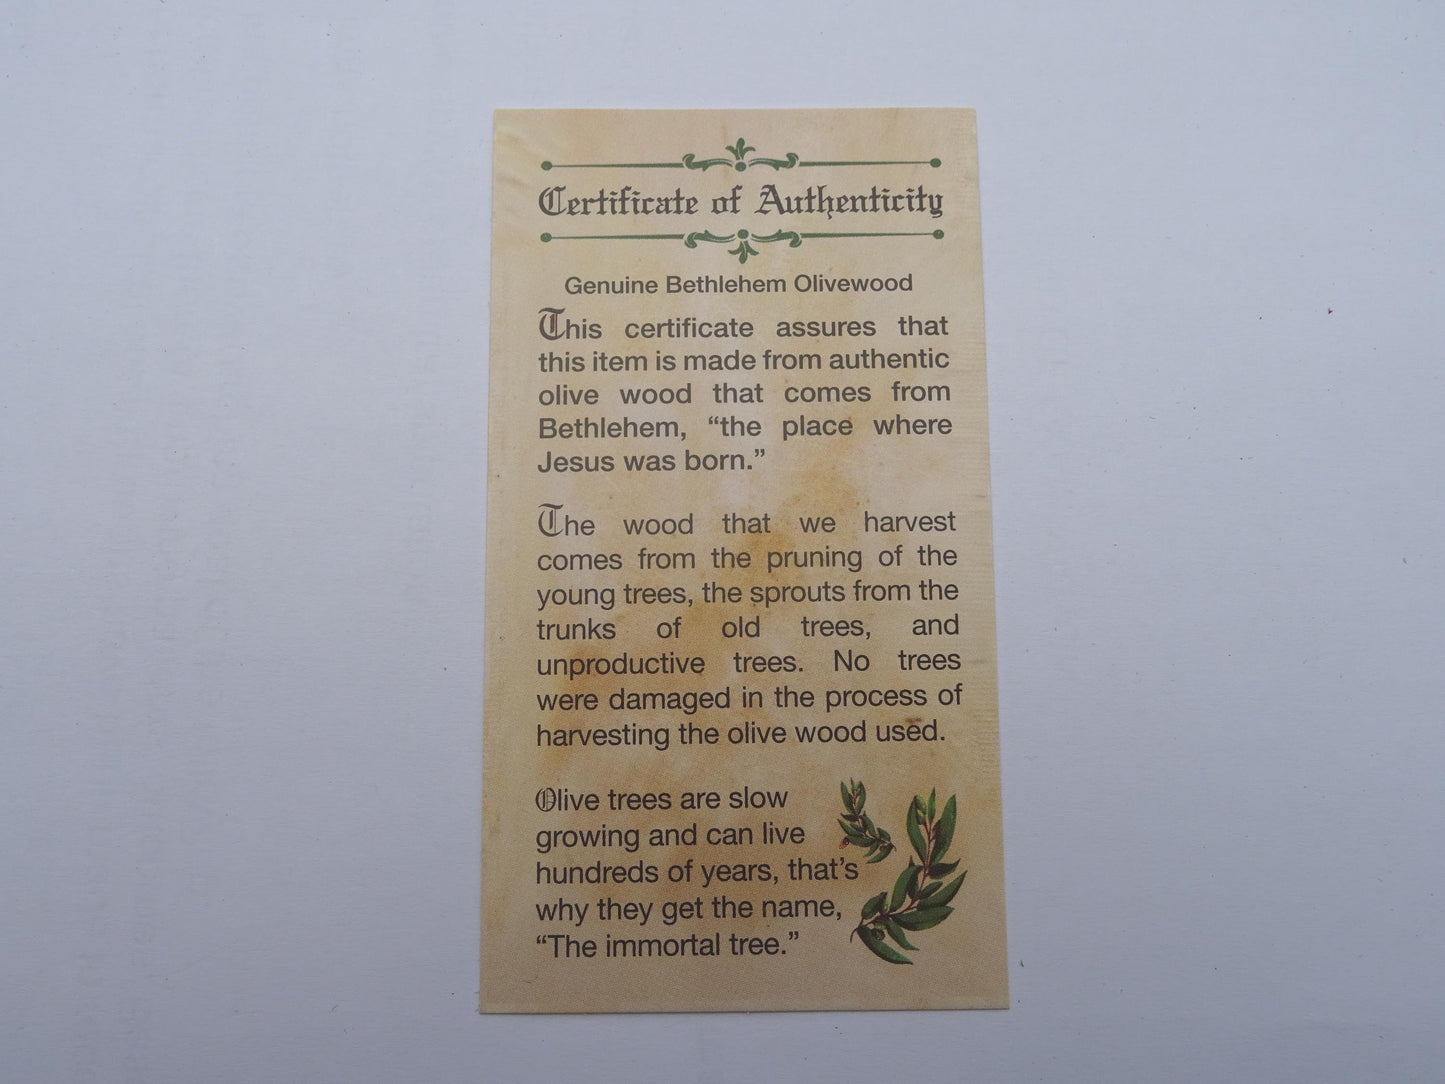 Certificate of Authenticity
Genuine Bethlehem Olivewood
This certificate assures that
this item is made from authentic
olive wood that comes from
Bethlehem, “the place where
Jesus was born.”
The wood that we harvest
comes from the pruning of the
young trees, the sprouts from the
trunks of old trees, and
unproductive trees. No trees
were damaged in the process of
harvesting the olive wood used.
Olive trees are slow
growing and can live
hundreds of years, that’s
why they get the name,
“The immortal tree.”